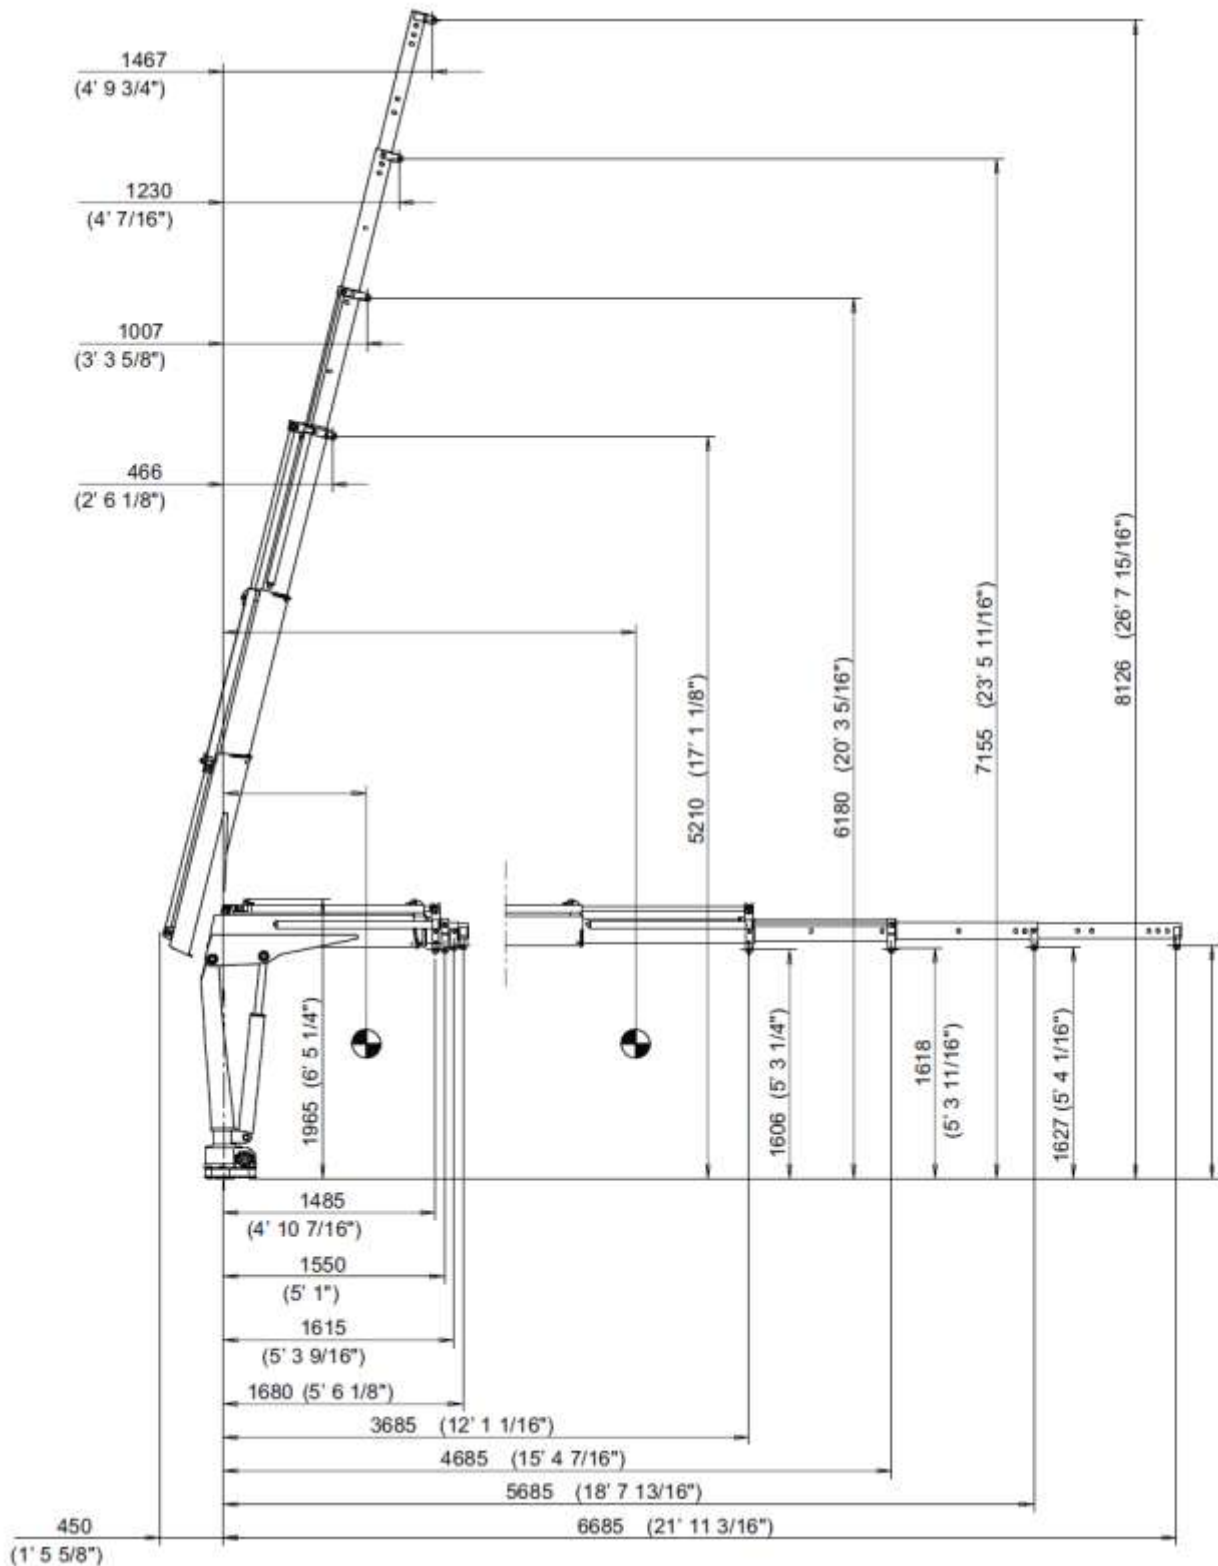 1467
(4' 9 3/4")
1230
(4' 7/16")
1007
(3' 3 5/8")
466
(2' 6 1/8")
5210 (17' 1 1/8")
6180 (20' 3 5/16")
7155 (23' 5 11/16")
8126 (26' 7 15/16")
1965 (6' 5 1/4")
1606 (5' 3 1/4")
1618
(5' 3 11/16")
1627 (5' 4 1/16")
1485
(4' 10 7/16")
1550
(5' 1")
1615
(5' 3 9/16")
1680 (5' 6 1/8")
3685 (12' 1 1/16")
4685 (15' 4 7/16")
5685 (18' 7 13/16")
6685 (21' 11 3/16")
450
(1' 5 5/8")